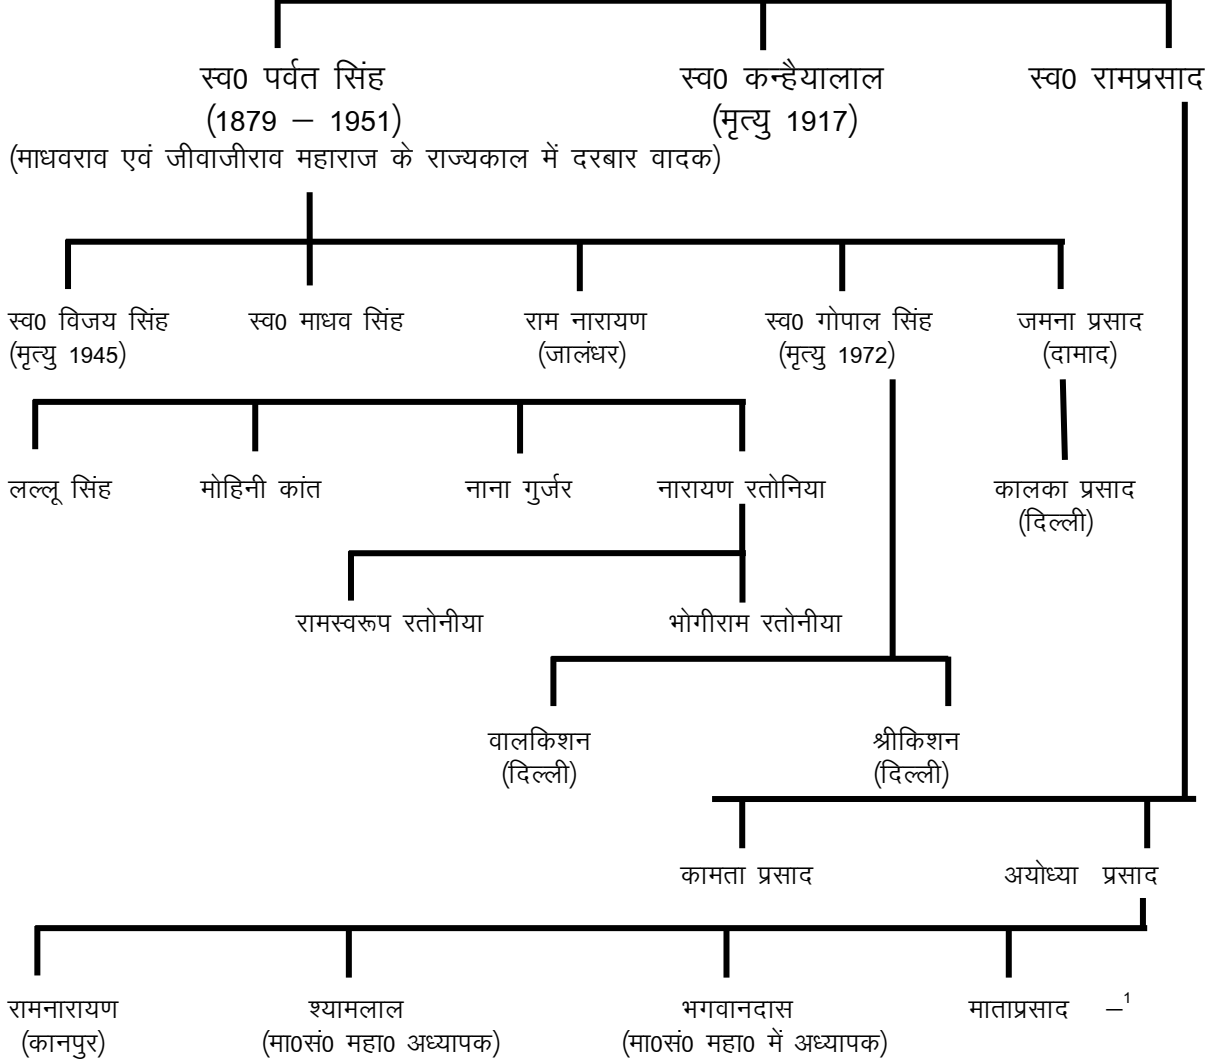 स्व0 पर्वत सिंह स्व0 कन्हैयालाल स्व0 रामप्रसाद
(1879 – 1951) (मृत्यु 1917)
(माधवराव एवं जीवाजीराव महाराज के राज्यकाल में दरबार वादक)
स्व0 विजय सिंह स्व0 माधव सिंह राम नारायण स्व0 गोपाल सिंह जमना प्रसाद
(मृत्यु 1945) (जालंधर) (मृत्यु 1972) (दामाद)
लल्लू सिंह मोहिनी कांत नाना गुर्जर नारायण रतोनिया कालका प्रसाद
(दिल्ली)
रामस्वरूप रतोनीया भोगीराम रतोनीया
वालकिशन श्रीकिशन
(दिल्ली) (दिल्ली)
कामता प्रसाद अयोध्या प्रसाद
रामनारायण श्यामलाल भगवानदास माताप्रसाद –¹
(कानपुर) (मा0सं0 महा0 अध्यापक) (मा0सं0 महा0 में अध्यापक)